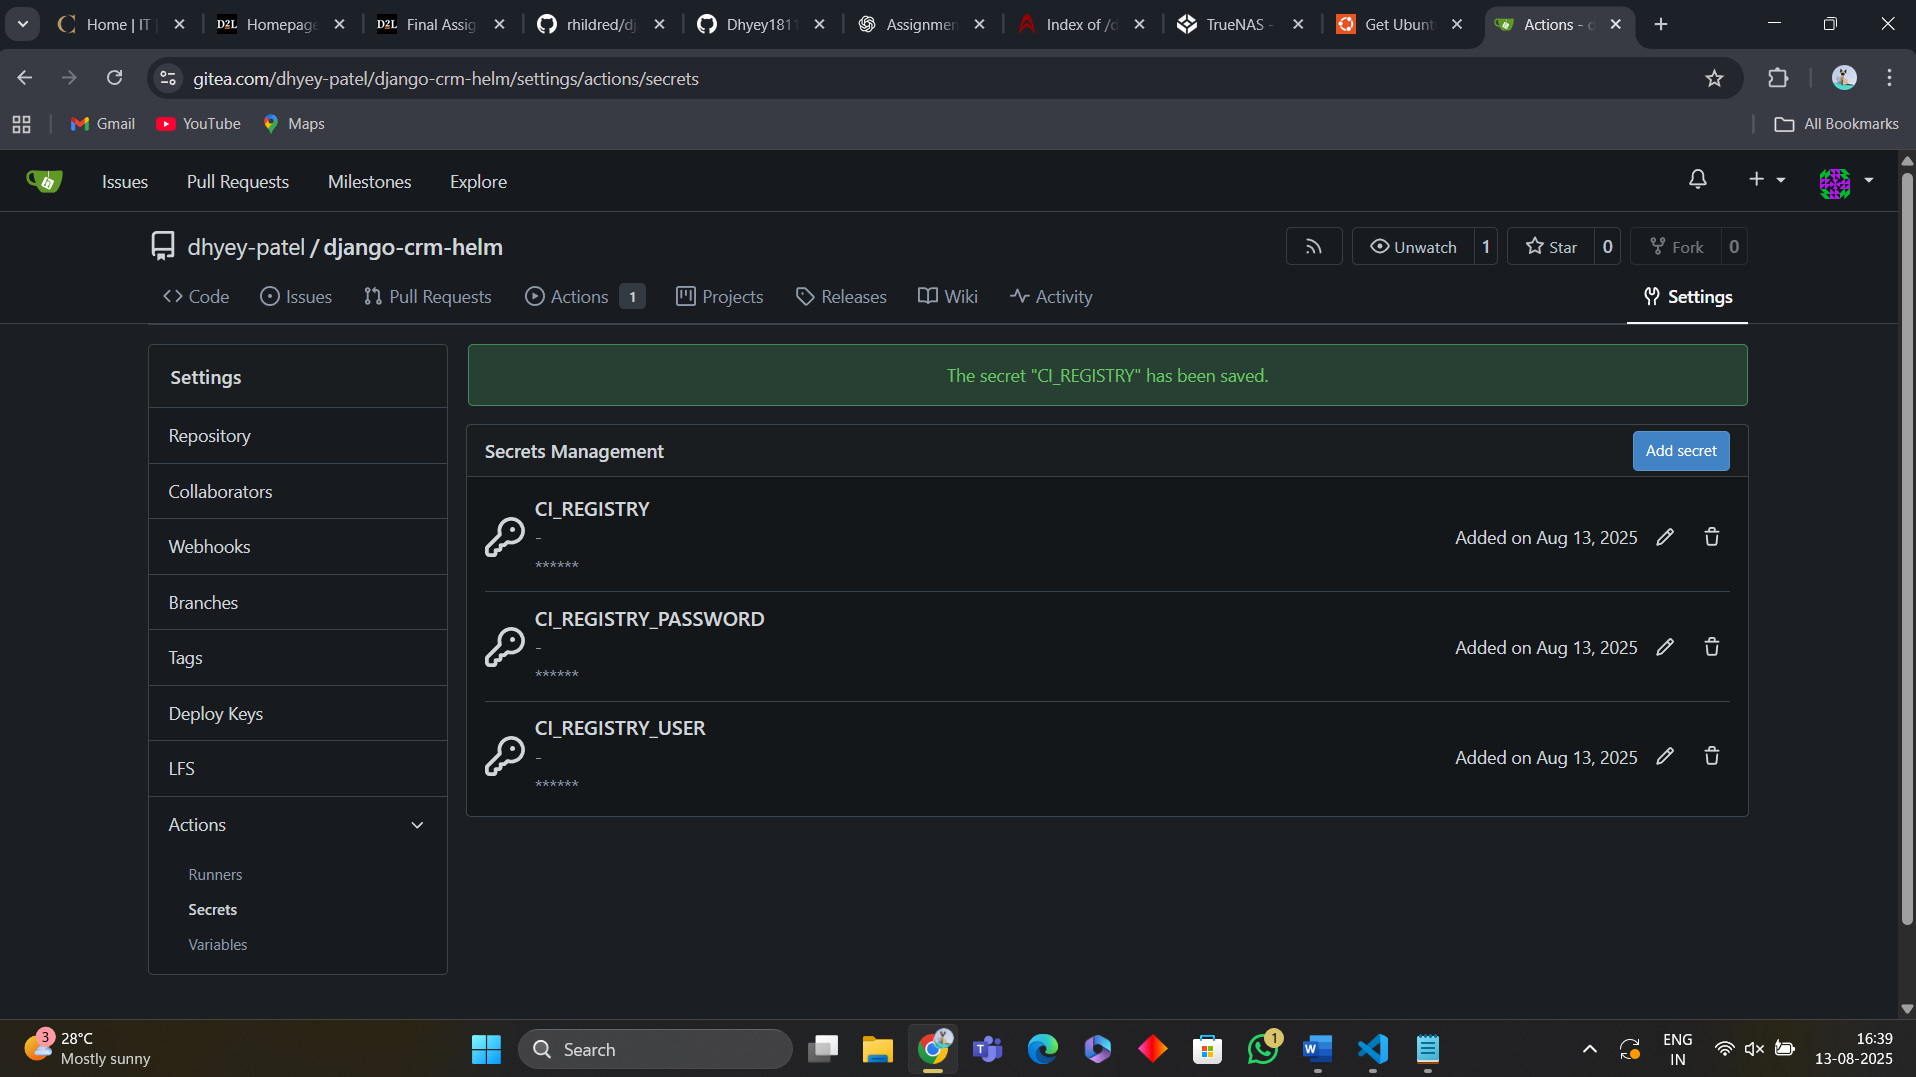 Home | IT
D2L Homepage
D2L Final Assig
rhildred/dj
Dhyey1811
Assignmen
Index of /d
TrueNAS -
Get Ubunt
Actions - d
gitea.com/dhyey-patel/django-crm-helm/settings/actions/secrets
Gmail
YouTube
Maps
All Bookmarks
Issues
Pull Requests
Milestones
Explore
dhyey-patel / django-crm-helm
Unwatch 1
Star 0
Fork 0
Code
Issues
Pull Requests
Actions 1
Projects
Releases
Wiki
Activity
Settings
Settings
Repository
Collaborators
Webhooks
Branches
Tags
Deploy Keys
LFS
Actions
Runners
Secrets
Variables
The secret "CI_REGISTRY" has been saved.
Secrets Management
Add secret
CI_REGISTRY
-
******
Added on Aug 13, 2025
CI_REGISTRY_PASSWORD
-
******
Added on Aug 13, 2025
CI_REGISTRY_USER
-
******
Added on Aug 13, 2025
3
28°C
Mostly sunny
Search
1
ENG
IN
16:39
13-08-2025